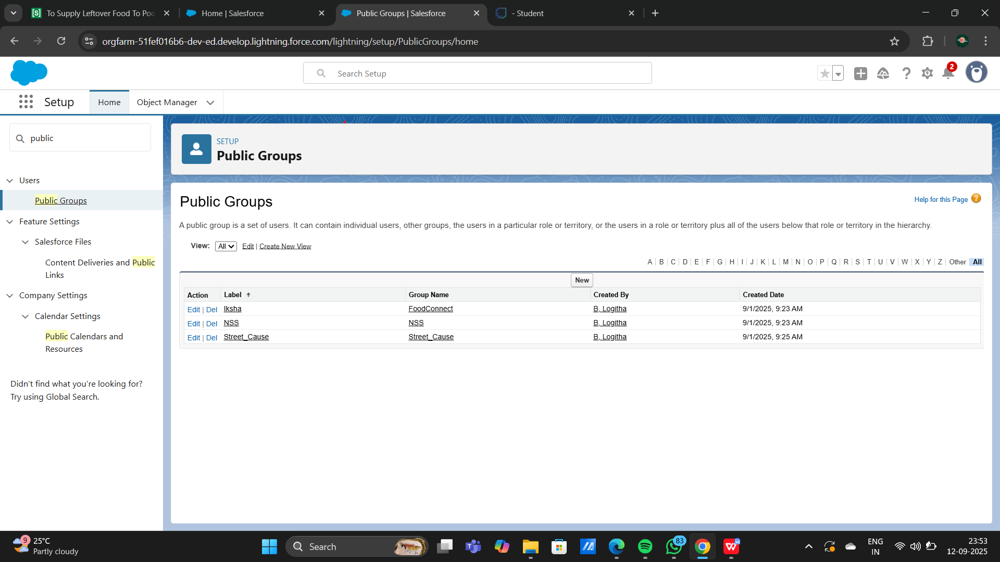 To Supply Leftover Food To Poo
Home | Salesforce
Public Groups | Salesforce
- Student
orgfarm-51fef016b6-dev-ed.develop.lightning.force.com/lightning/setup/PublicGroups/home
Search Setup
2
Setup
Home
Object Manager
public
Users
Public Groups
Feature Settings
Salesforce Files
Content Deliveries and Public
Links
Company Settings
Calendar Settings
Public Calendars and
Resources
Didn't find what you're looking for?
Try using Global Search.
SETUP
Public Groups
Public Groups
Help for this Page ?
A public group is a set of users. It can contain individual users, other groups, the users in a particular role or territory, or the users in a role or territory plus all of the users below that role or territory in the hierarchy.
View: All Edit | Create New View
A | B | C | D | E | F | G | H | I | J | K | L | M | N | O | P | Q | R | S | T | U | V | W | X | Y | Z | Other | All
New
Action Label Group Name Created By Created Date
Edit | Del Iksha FoodConnect B, Logitha 9/1/2025, 9:23 AM
Edit | Del NSS NSS B, Logitha 9/1/2025, 9:23 AM
Edit | Del Street_Cause Street_Cause B, Logitha 9/1/2025, 9:25 AM
9
25°C
Partly cloudy
Search
83
ENG
IN
23:53
12-09-2025